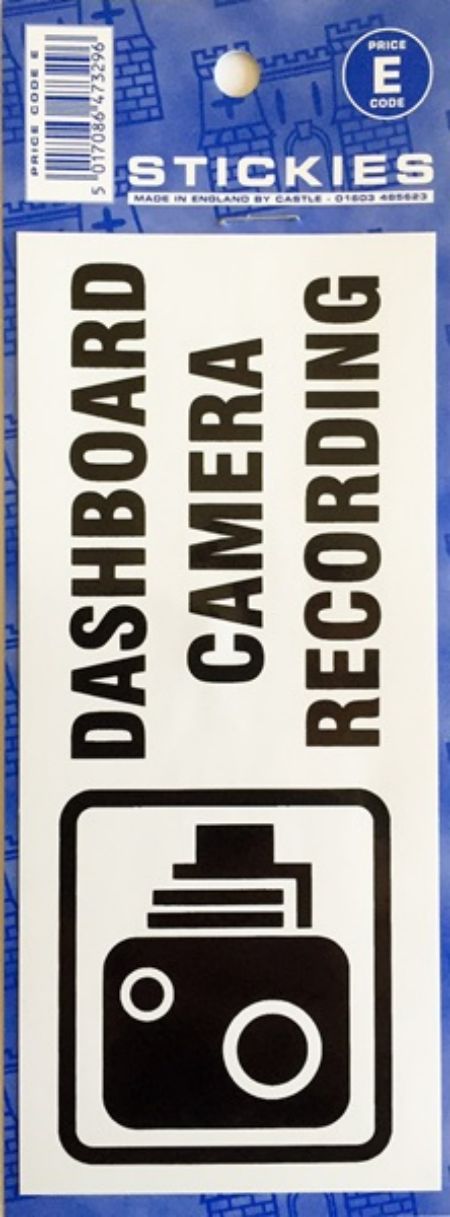 PRICE CODE E
5 017086 473296
PRICE
E
CODE
STICKIES
MADE IN ENGLAND BY CASTLE - 01603 485623
DASHBOARD
CAMERA
RECORDING